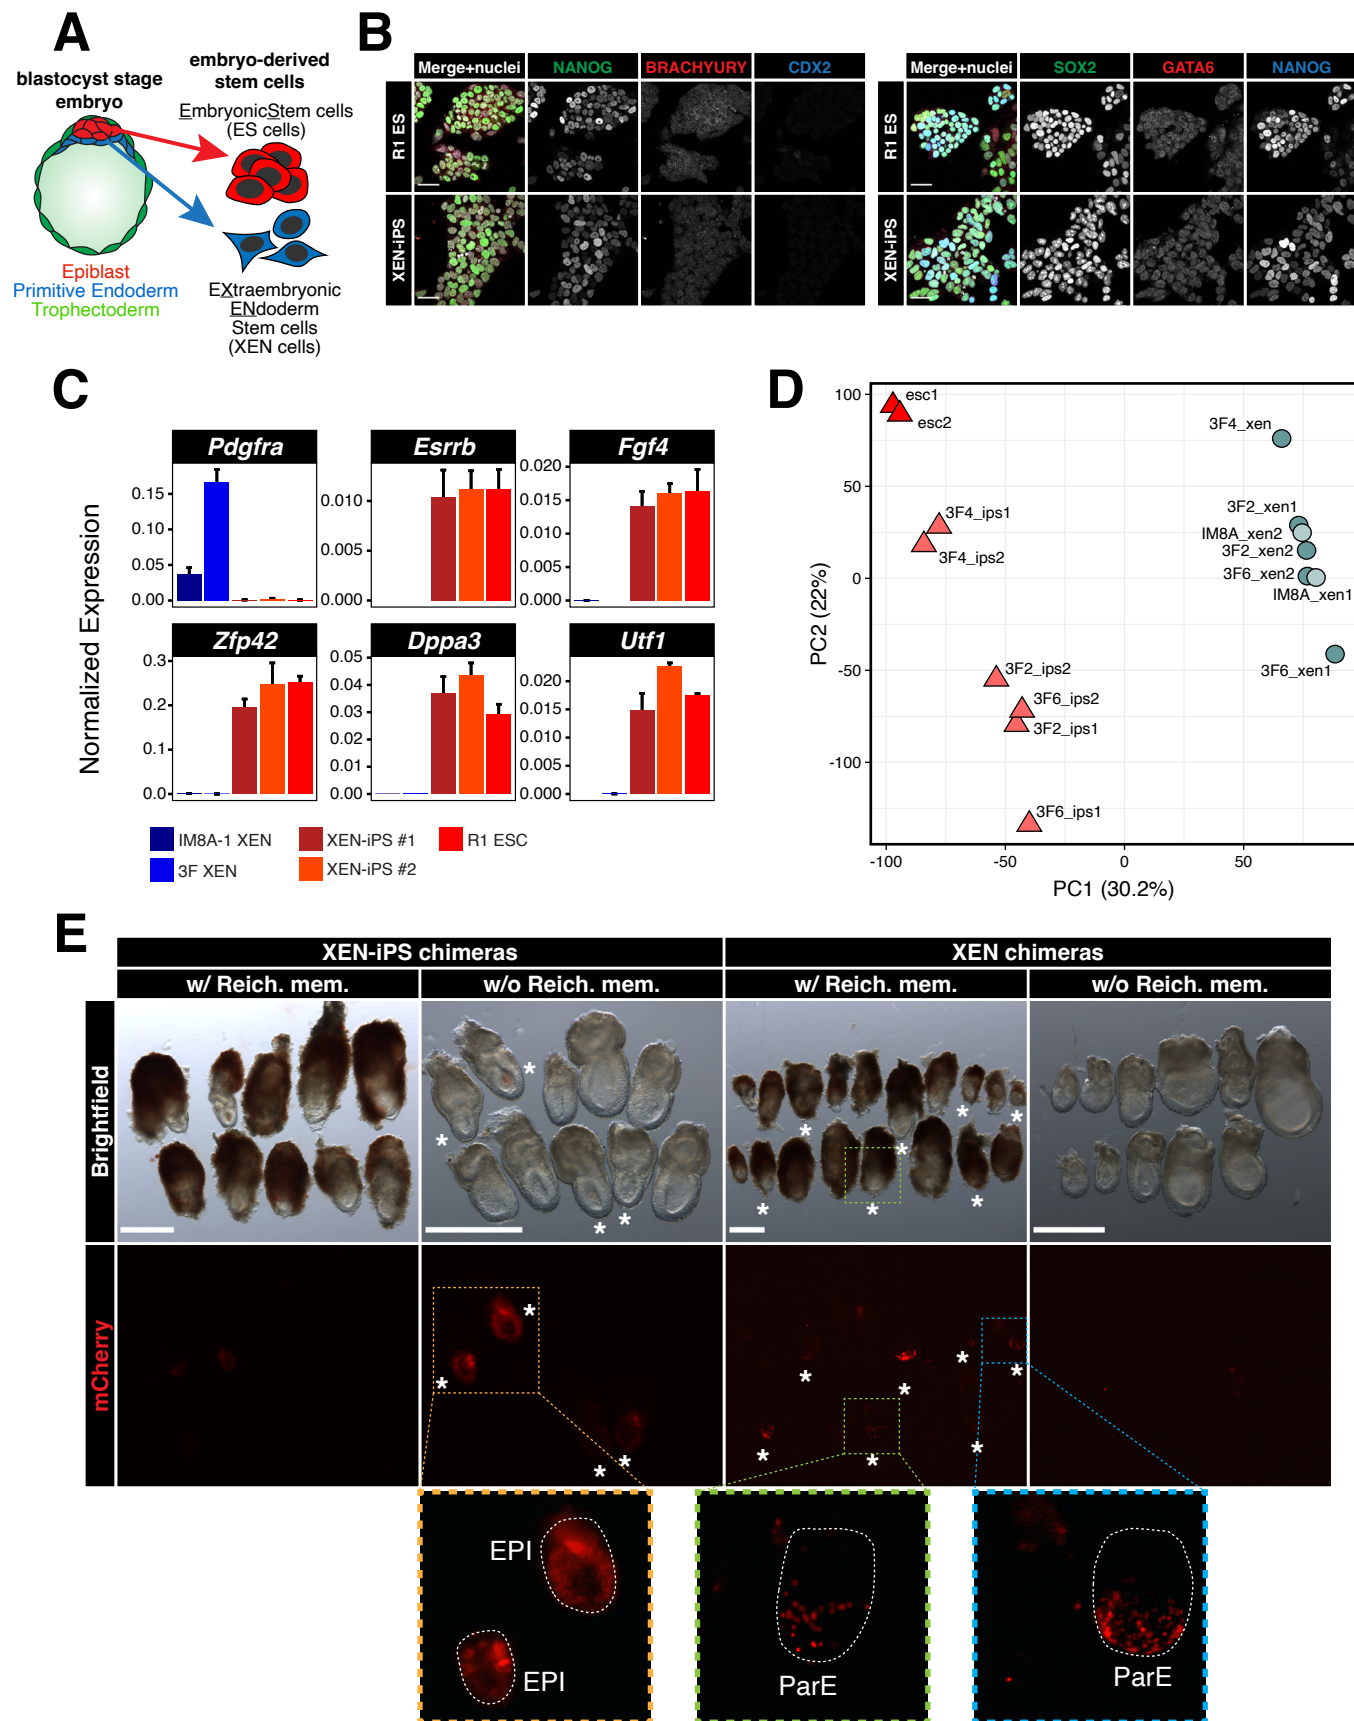 A
blastocyst stage
embryo
embryo-derived
stem cells
EmbryonicStem cells
(ES cells)
Epiblast
Primitive Endoderm
Trophectoderm
EXtraembryonic
ENdoderm
Stem cells
(XEN cells)
B
Merge+nuclei NANOG BRACHYURY CDX2
R1 ES
XEN-iPS
Merge+nuclei SOX2 GATA6 NANOG
R1 ES
XEN-iPS
C
Normalized Expression
Pdgfra
0.15
0.10
0.05
0.00
Esrrb
0.010
0.005
0.000
Fgf4
0.020
0.015
0.010
0.005
0.000
Zfp42
0.3
0.2
0.1
0.0
Dppa3
0.05
0.04
0.03
0.02
0.01
0.00
Utf1
0.020
0.015
0.010
0.005
0.000
IM8A-1 XEN
3F XEN
XEN-iPS #1
XEN-iPS #2
R1 ESC
D
PC2 (22%)
100
50
0
-50
-100
esc1
esc2
3F4_xen
3F4_ips1
3F4_ips2
3F2_xen1
IM8A_xen2
3F2_xen2
3F6_xen2
IM8A_xen1
3F6_xen1
3F2_ips2
3F6_ips2
3F2_ips1
3F6_ips1
-100 -50 0 50
PC1 (30.2%)
E
XEN-iPS chimeras XEN chimeras
w/ Reich. mem. w/o Reich. mem. w/ Reich. mem. w/o Reich. mem.
Brightfield
* * * *
* * * * * * *
mCherry
* * * *
* * * * * * *
EPI
EPI
ParE
ParE